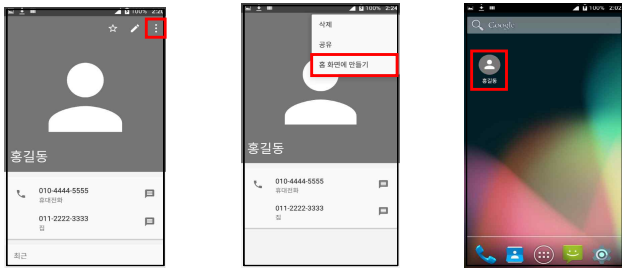 100% 2:20
홍길동
010-4444-5555
휴대전화
011-2222-3333
집
최근
100% 2:24
삭제
공유
홈 화면에 만들기
홍길동
010-4444-5555
휴대전화
011-2222-3333
집
100% 2:02
Google
홍길동